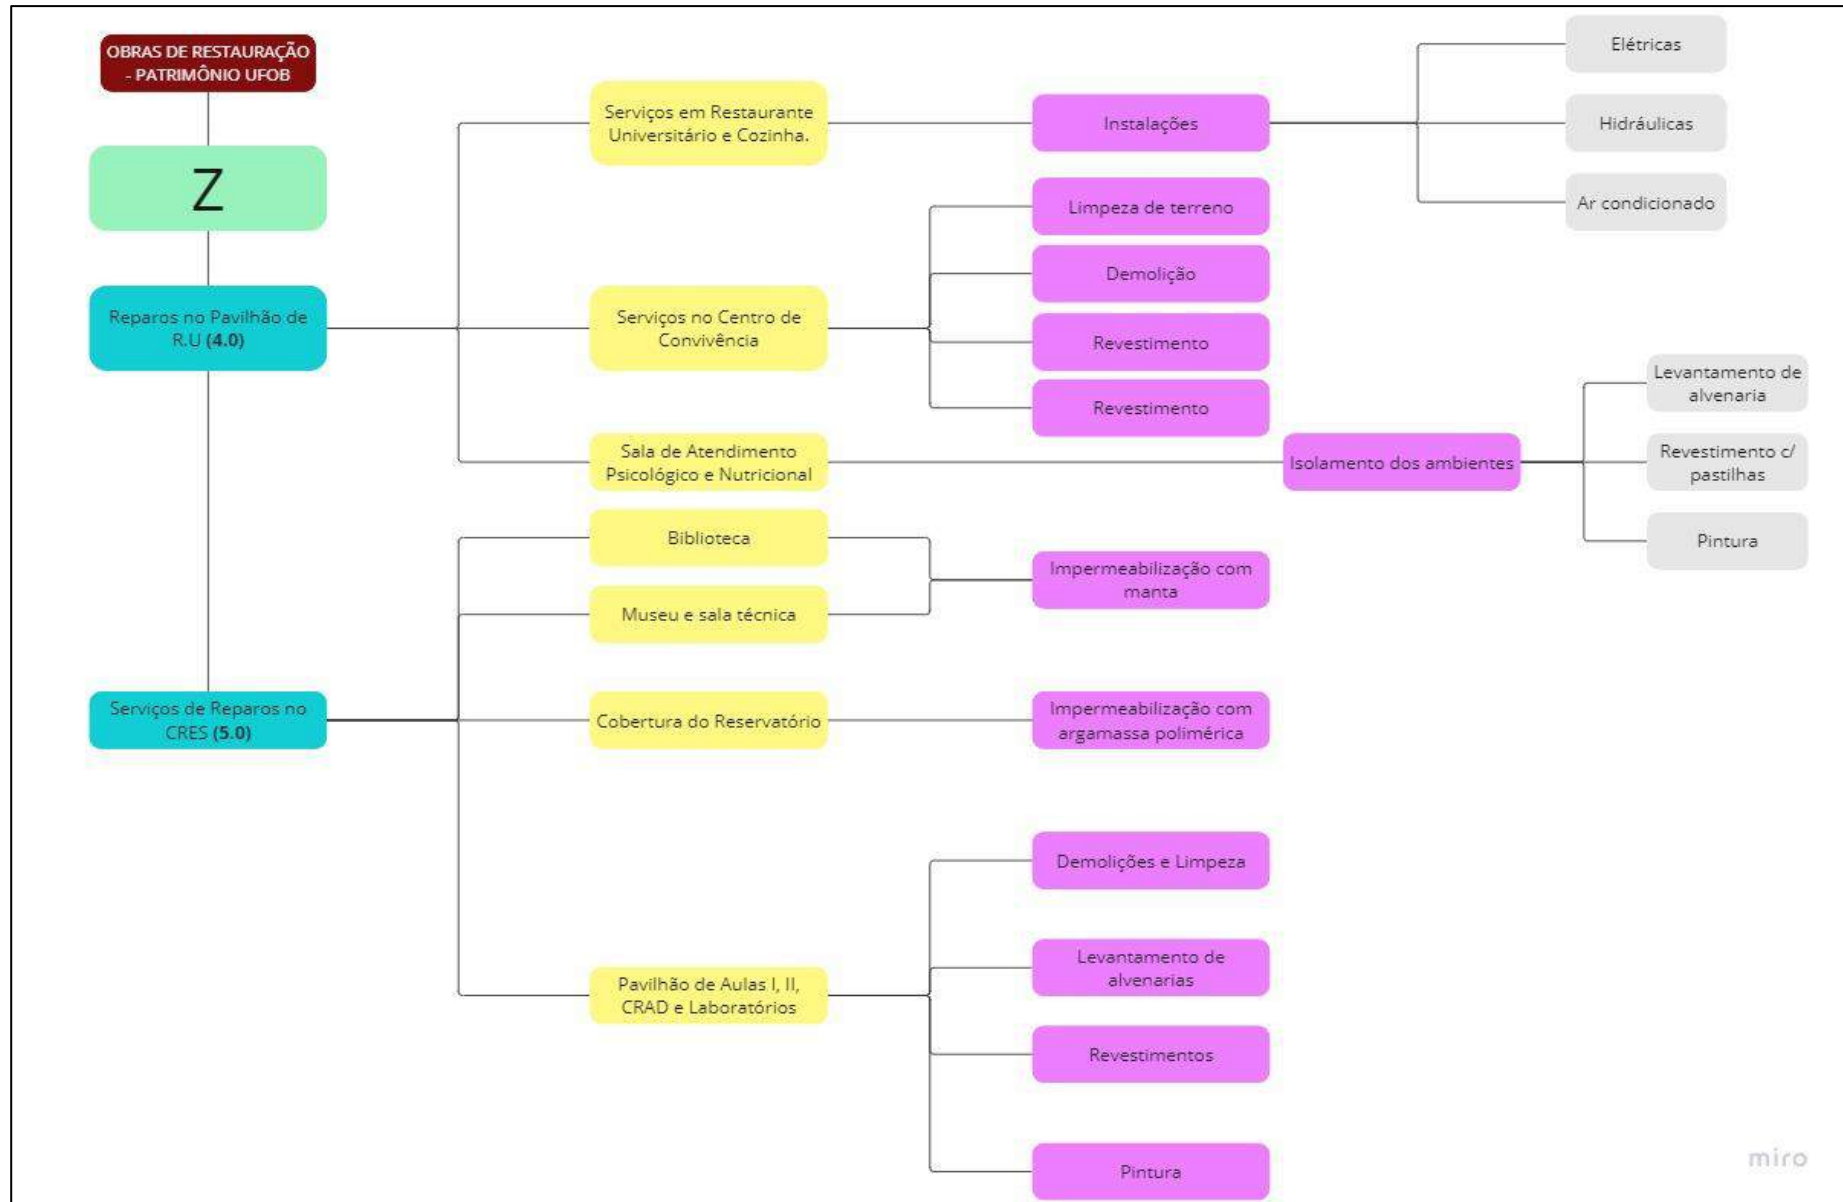 OBRAS DE RESTAURAÇÃO
- PATRIMÔNIO UFOB
Z
Reparos no Pavilhão de
R.U (4.0)
Serviços em Restaurante
Universitário e Cozinha.
Instalações
Elétricas
Hidráulicas
Ar condicionado
Serviços no Centro de
Convivência
Limpeza de terreno
Demolição
Revestimento
Revestimento
Sala de Atendimento
Psicológico e Nutricional
Isolamento dos ambientes
Levantamento de
alvenaria
Revestimento c/
pastilhas
Pintura
Serviços de Reparos no
CRES (5.0)
Biblioteca
Museu e sala técnica
Impermeabilização com
manta
Cobertura do Reservatório
Impermeabilização com
argamassa polimérica
Pavilhão de Aulas I, II,
CRAD e Laboratórios
Demolições e Limpeza
Levantamento de
alvenarias
Revestimentos
Pintura
miro